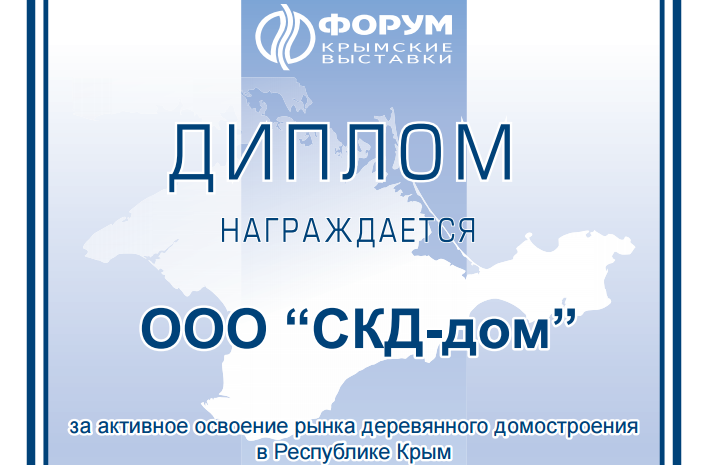 ФОРУМ
КРЫМСКИЕ
ВЫСТАВКИ
ДИПЛОМ
НАГРАЖДАЕТСЯ
ООО “СКД-дом”
за активное освоение рынка деревянного домостроения
в Республике Крым